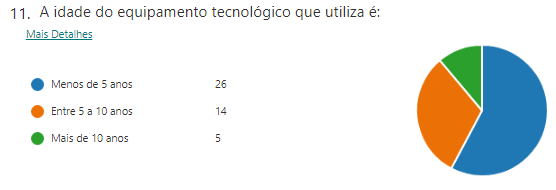 11. A idade do equipamento tecnológico que utiliza é:
Mais Detalhes
Menos de 5 anos 26
Entre 5 a 10 anos 14
Mais de 10 anos 5